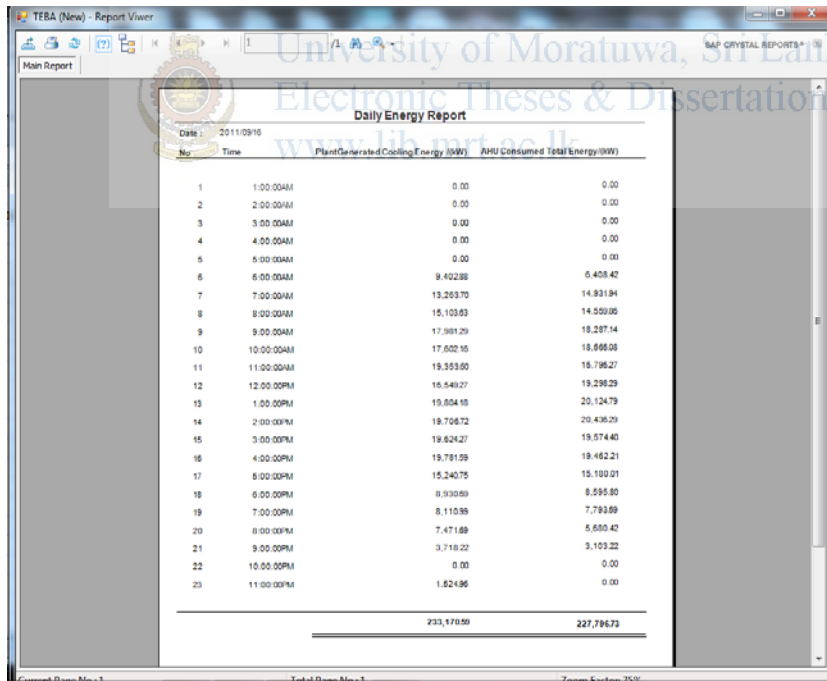 TEBA (New) - Report Viwer
1 /1 SAP CRYSTAL REPORTS®
Main Report
University of Moratuwa, Sri Lan
Electronic Theses & Dissertation
www.lib.mrt.ac.lk
Daily Energy Report
Date : 2011/09/16
No Time PlantGenerated Cooling Energy /(kW) AHU Consumed Total Energy/(kW)
1 1:00:00AM 0.00 0.00
2 2:00:00AM 0.00 0.00
3 3:00:00AM 0.00 0.00
4 4:00:00AM 0.00 0.00
5 5:00:00AM 0.00 0.00
6 6:00:00AM 9,402.88 6,408.42
7 7:00:00AM 13,263.70 14,931.94
8 8:00:00AM 15,103.63 14,559.05
9 9:00:00AM 17,981.29 18,287.14
10 10:00:00AM 17,602.16 18,666.08
11 11:00:00AM 19,353.60 16,796.27
12 12:00:00PM 16,549.27 19,298.29
13 1:00:00PM 19,804.18 20,124.79
14 2:00:00PM 19,706.72 20,436.29
15 3:00:00PM 19,624.27 19,574.40
16 4:00:00PM 19,781.59 19,462.21
17 5:00:00PM 15,240.75 15,180.01
18 6:00:00PM 8,930.69 8,595.80
19 7:00:00PM 8,110.99 7,793.69
20 8:00:00PM 7,471.69 5,680.42
21 9:00:00PM 3,718.22 3,103.22
22 10:00:00PM 0.00 0.00
23 11:00:00PM 1,524.96 0.00
233,170.59 227,796.73
Current Page No.: 1 Total Page No.: 1 Zoom Factor: 75%